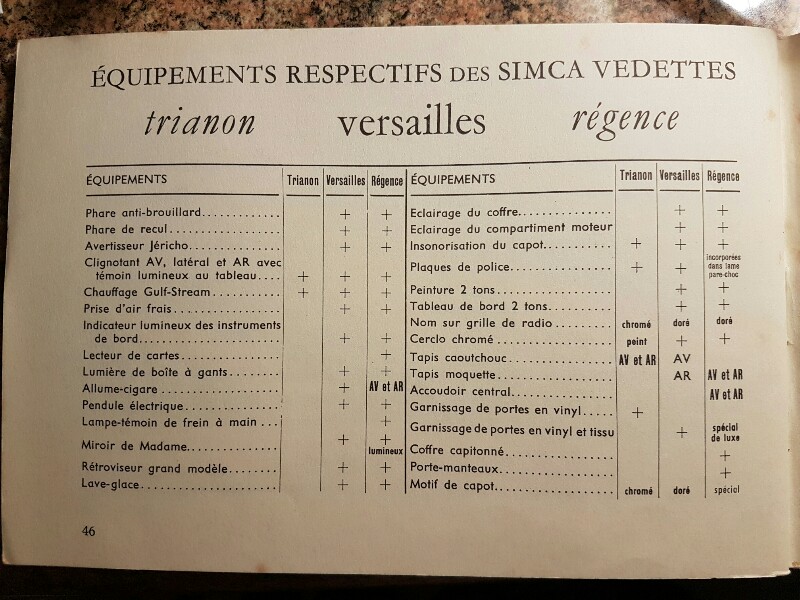 ÉQUIPEMENTS RESPECTIFS DES SIMCA VEDETTES
trianon versailles régence
ÉQUIPEMENTS Trianon Versailles Régence
Phare anti-brouillard............. + +
Phare de recul................... + +
Avertisseur Jéricho.............. + +
Clignotant AV, latéral et AR avec
témoin lumineux au tableau.... + + +
Chauffage Gulf-Stream........... + + +
Prise d'air frais................. + +
Indicateur lumineux des instruments
de bord...................... + +
Lecteur de cartes................ +
Lumière de boîte à gants........ + +
Allume-cigare................... + AV et AR
Pendule électrique............... + +
Lampe-témoin de frein à main ... +
Miroir de Madame............... + +
lumineux
Rétroviseur grand modèle........ + +
Lave-glace...................... + +
ÉQUIPEMENTS Trianon Versailles Régence
Eclairage du coffre............... + +
Eclairage du compartiment moteur + +
Insonorisation du capot.......... + + +
Plaques de police................ + + incorporées
dans lame
pare-choc
Peinture 2 tons.................. + +
Tableau de bord 2 tons.......... + +
Nom sur grille de radio.......... chromé doré doré
Cerclo chromé................... peint + +
Tapis caoutchouc................ AV et AR AV
Tapis moquette.................. AR AV et AR
Accoudoir central................ AV et AR
Garnissage de portes en vinyl..... +
Garnissage de portes en vinyl et tissu + spécial
de luxe
Coffre capitonné................. +
Porte-manteaux.................. +
Motif de capot................... chromé doré spécial
46